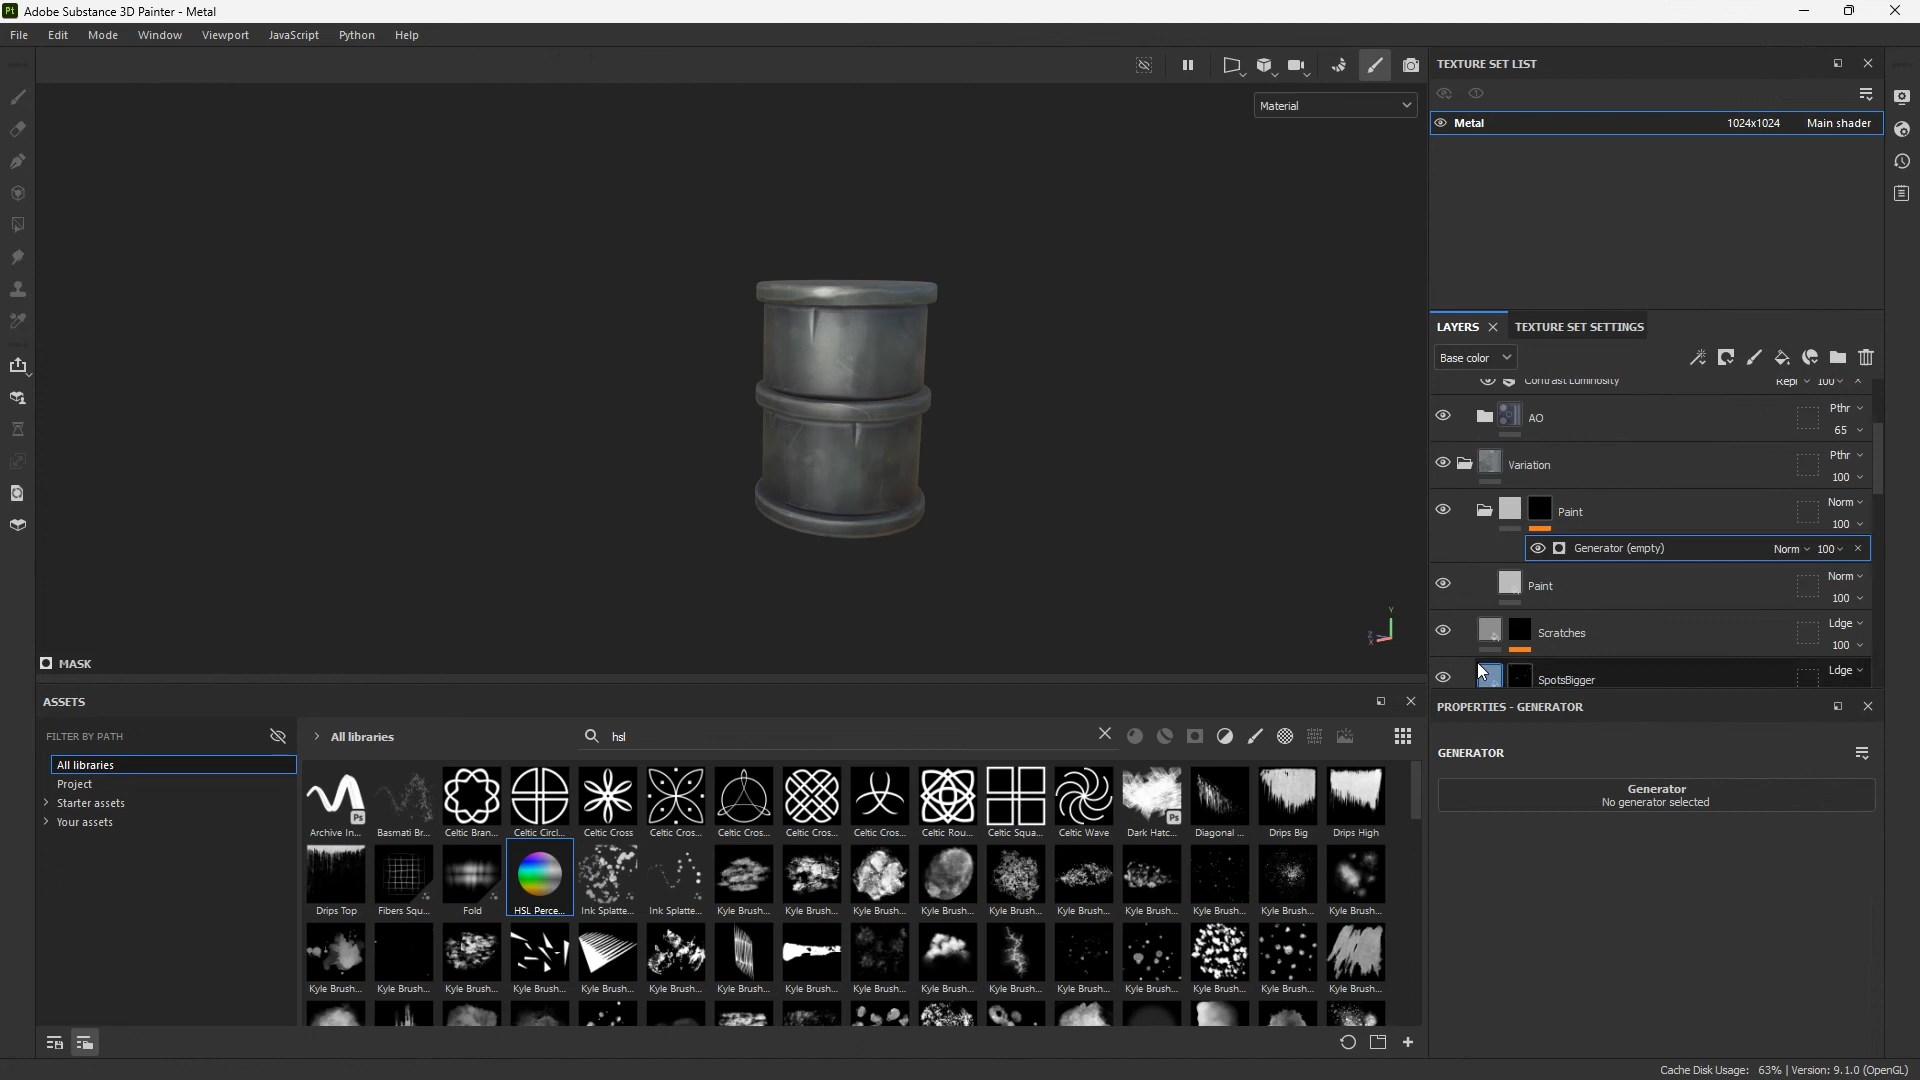 Pt Adobe Substance 3D Painter - Metal
File Edit Mode Window Viewport JavaScript Python Help
Material
TEXTURE SET LIST
Metal 1024x1024 Main shader
LAYERS TEXTURE SET SETTINGS
Base color
Contrast Luminosity Repl 100
AO Pthr
65
Variation Pthr
100
Paint Norm
100
Generator (empty) Norm 100
Paint Norm
100
Scratches Ldge
100
SpotsBigger Ldge
Y
Z
X
MASK
ASSETS
FILTER BY PATH
All libraries
Project
Starter assets
Your assets
All libraries
hsl
Archive In... Basmati Br... Celtic Bran... Celtic Circl... Celtic Cross Celtic Cros... Celtic Cros... Celtic Cros... Celtic Cros... Celtic Rou... Celtic Squa... Celtic Wave Dark Hatc... Diagonal ... Drips Big Drips High
Drips Top Fibers Squ... Fold HSL Perce... Ink Splatte... Ink Splatte... Kyle Brush... Kyle Brush... Kyle Brush... Kyle Brush... Kyle Brush... Kyle Brush... Kyle Brush... Kyle Brush... Kyle Brush... Kyle Brush...
Kyle Brush... Kyle Brush... Kyle Brush... Kyle Brush... Kyle Brush... Kyle Brush... Kyle Brush... Kyle Brush... Kyle Brush... Kyle Brush... Kyle Brush... Kyle Brush... Kyle Brush... Kyle Brush... Kyle Brush... Kyle Brush...
PROPERTIES - GENERATOR
GENERATOR
Generator
No generator selected
Cache Disk Usage: 63% | Version: 9.1.0 (OpenGL)